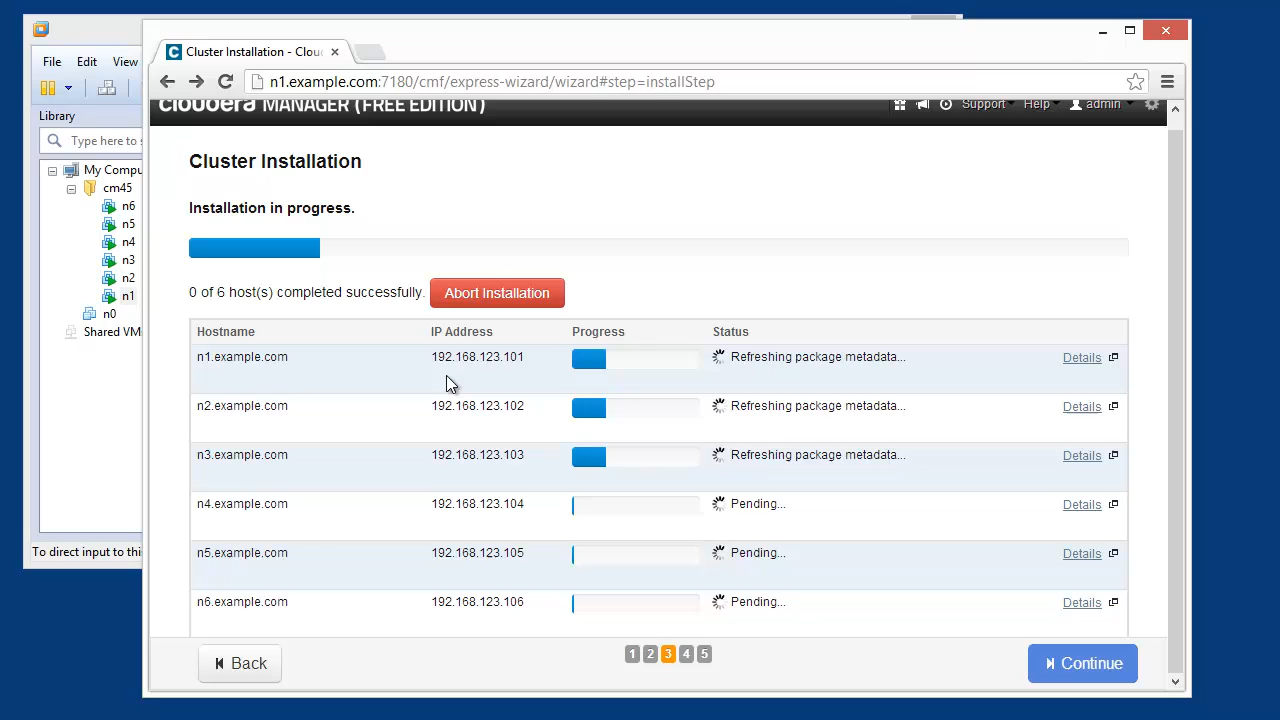 File Edit View
Library
Type here to s
My Compu
cm45
n6
n5
n4
n3
n2
n1
n0
Shared VM
To direct input to thi
Cluster Installation - Clou
n1.example.com:7180/cmf/express-wizard/wizard#step=installStep
cloudera MANAGER (FREE EDITION)
Support Help admin
Cluster Installation
Installation in progress.
0 of 6 host(s) completed successfully. Abort Installation
Hostname IP Address Progress Status
n1.example.com 192.168.123.101 Refreshing package metadata... Details
n2.example.com 192.168.123.102 Refreshing package metadata... Details
n3.example.com 192.168.123.103 Refreshing package metadata... Details
n4.example.com 192.168.123.104 Pending... Details
n5.example.com 192.168.123.105 Pending... Details
n6.example.com 192.168.123.106 Pending... Details
Back 1 2 3 4 5 Continue